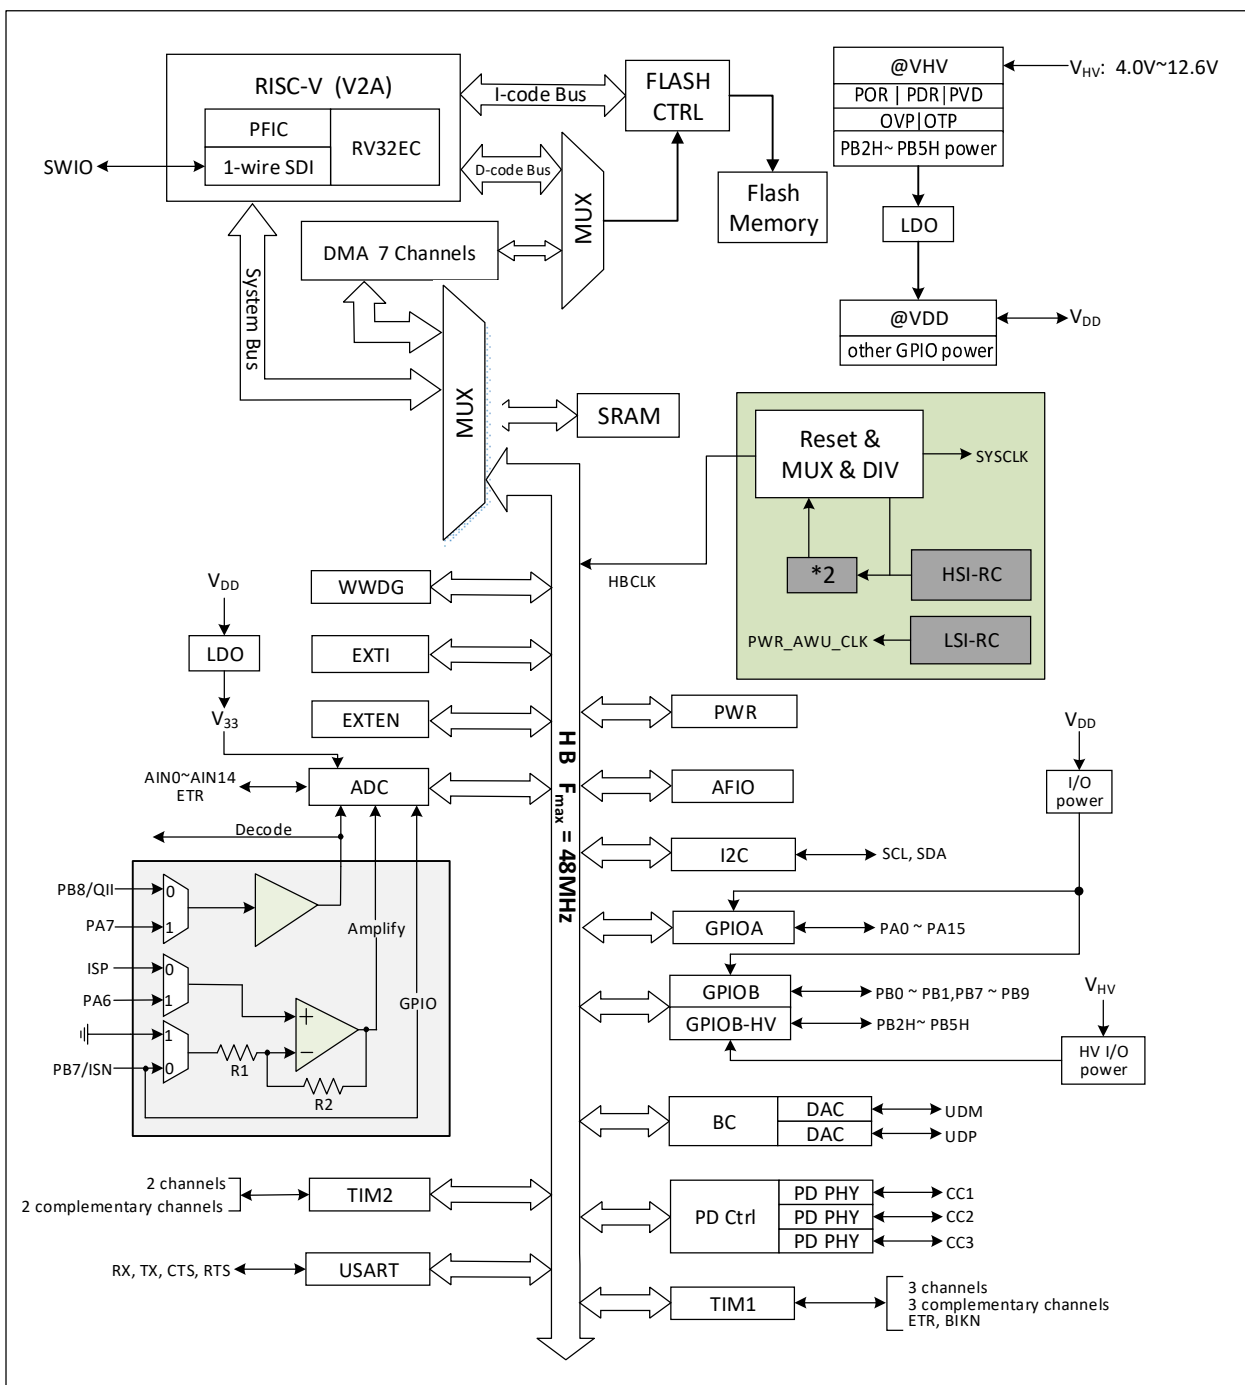 RISC-V (V2A)
PFIC
1-wire SDI
RV32EC
SWIO
I-code Bus
D-code Bus
FLASH
CTRL
Flash
Memory
MUX
DMA 7 Channels
System Bus
MUX
SRAM
@VHV
POR | PDR|PVD
OVP|OTP
PB2H~ PB5H power
VHV: 4.0V~12.6V
LDO
@VDD
other GPIO power
VDD
Reset &
MUX & DIV
SYSCLK
*2
HSI-RC
LSI-RC
PWR_AWU_CLK
HBCLK
HB Fmax = 48MHz
WWDG
EXTI
EXTEN
VDD
LDO
V33
ADC
AIN0~AIN14
ETR
Decode
PB8/QII
0
PA7
1
Amplify
ISP
0
PA6
1
GPIO
+
1
−
PB7/ISN
0
R1
R2
2 channels
2 complementary channels
TIM2
RX, TX, CTS, RTS
USART
PWR
AFIO
I2C
SCL, SDA
VDD
I/O
power
GPIOA
PA0 ~ PA15
GPIOB
PB0 ~ PB1,PB7 ~ PB9
GPIOB-HV
PB2H~ PB5H
VHV
HV I/O
power
BC
DAC
UDM
DAC
UDP
PD Ctrl
PD PHY
CC1
PD PHY
CC2
PD PHY
CC3
TIM1
3 channels
3 complementary channels
ETR, BIKN